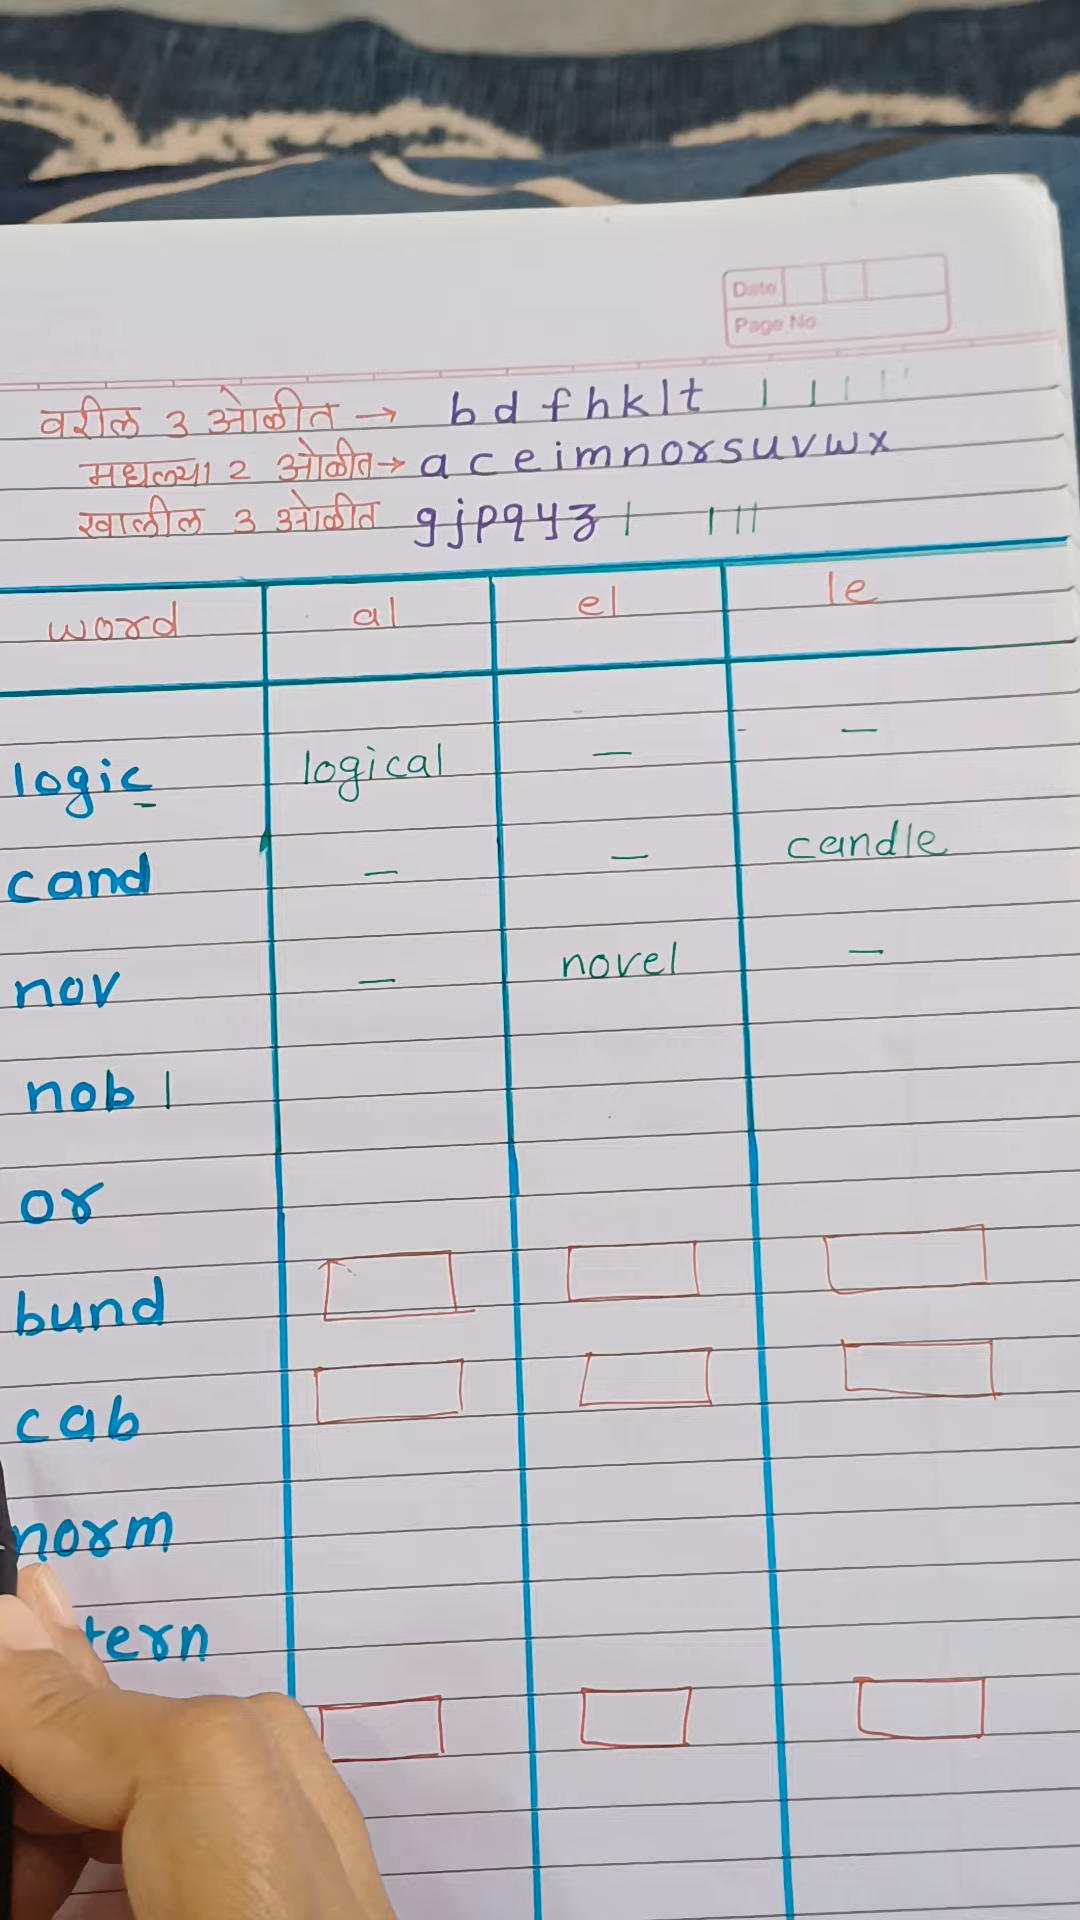 Date
Page No
वरील 3 ओळीत → b d f h k l t
मधल्या 2 ओळीत → a c e i m n o r s u v w x
खालील 3 ओळीत g j p q y z
word al el le
logic logical – –
cand – – candle
nov – novel –
nob
or
bund
cab
norm
tern